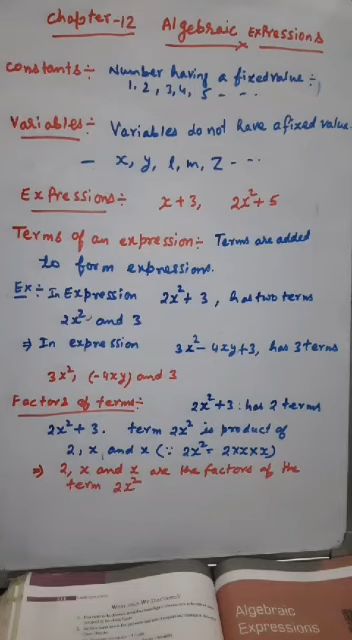 Chapter-12 Algebraic Expressions
Constants÷ Number having a fixed value÷
1, 2, 3, 4, 5 - - -
Variables÷ Variables do not have a fixed value
- x, y, l, m, z - - -
Expressions÷ x+3, 2x²+5
Terms of an expression÷ Terms are added
to form expressions.
Ex÷ In Expression 2x²+3, has two terms
2x² and 3
⇒ In expression 3x²-4xy+3, has 3 terms
3x², (-4xy) and 3
Factors of terms÷ 2x²+3 : has 2 terms
2x²+3. term 2x² is product of
2, x, and x (∵ 2x² = 2×x×x)
⇒ 2, x and x are the factors of the
term 2x²
WHAT HAVE WE DISCUSSED?
Algebraic
Expressions